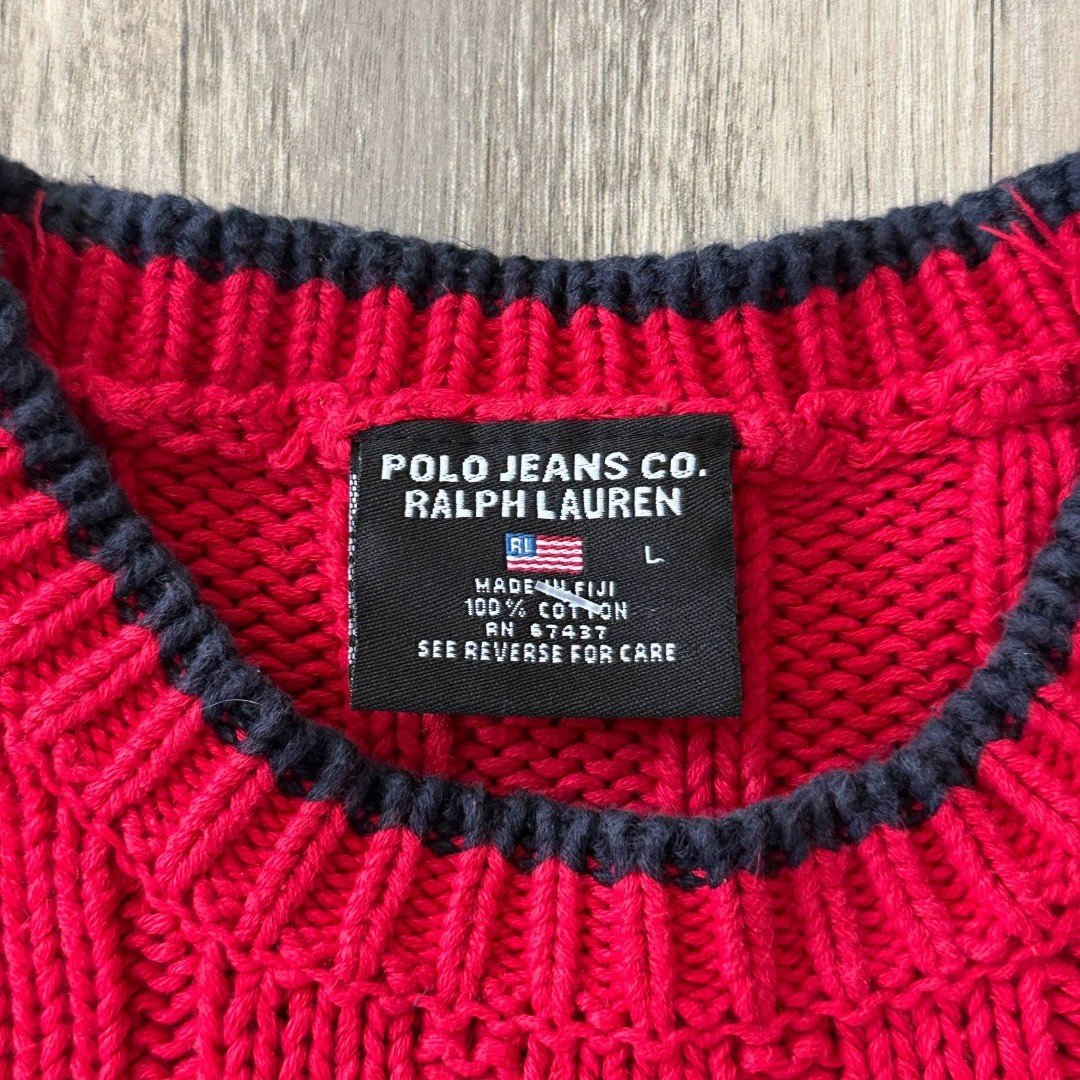 POLO JEANS CO.
RALPH LAUREN
RL
L
MADE IN FIJI
100% COTTON
RN 67437
SEE REVERSE FOR CARE